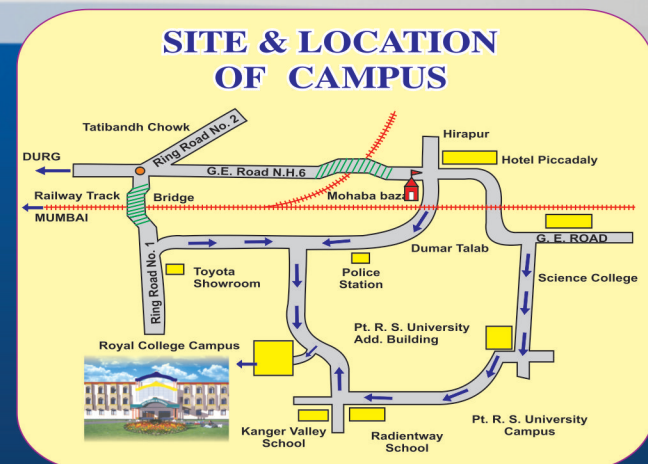 SITE & LOCATION
OF CAMPUS
Tatibandh Chowk
Ring Road No. 2
Hirapur
DURG
G.E. Road N.H.6
Hotel Piccadaly
Railway Track
Bridge
Mohaba baza
MUMBAI
G. E. ROAD
Dumar Talab
Ring Road No. 1
Toyota
Showroom
Police
Station
Science College
Royal College Campus
Pt. R. S. University
Add. Building
Kanger Valley
School
Radientway
School
Pt. R. S. University
Campus